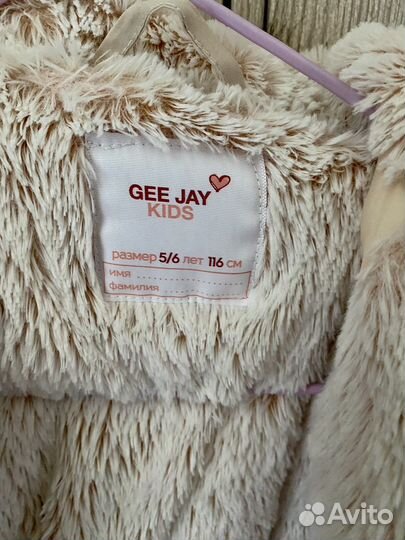 GEE JAY
KIDS
размер 5/6 лет 116 см
имя
фамилия
Avito